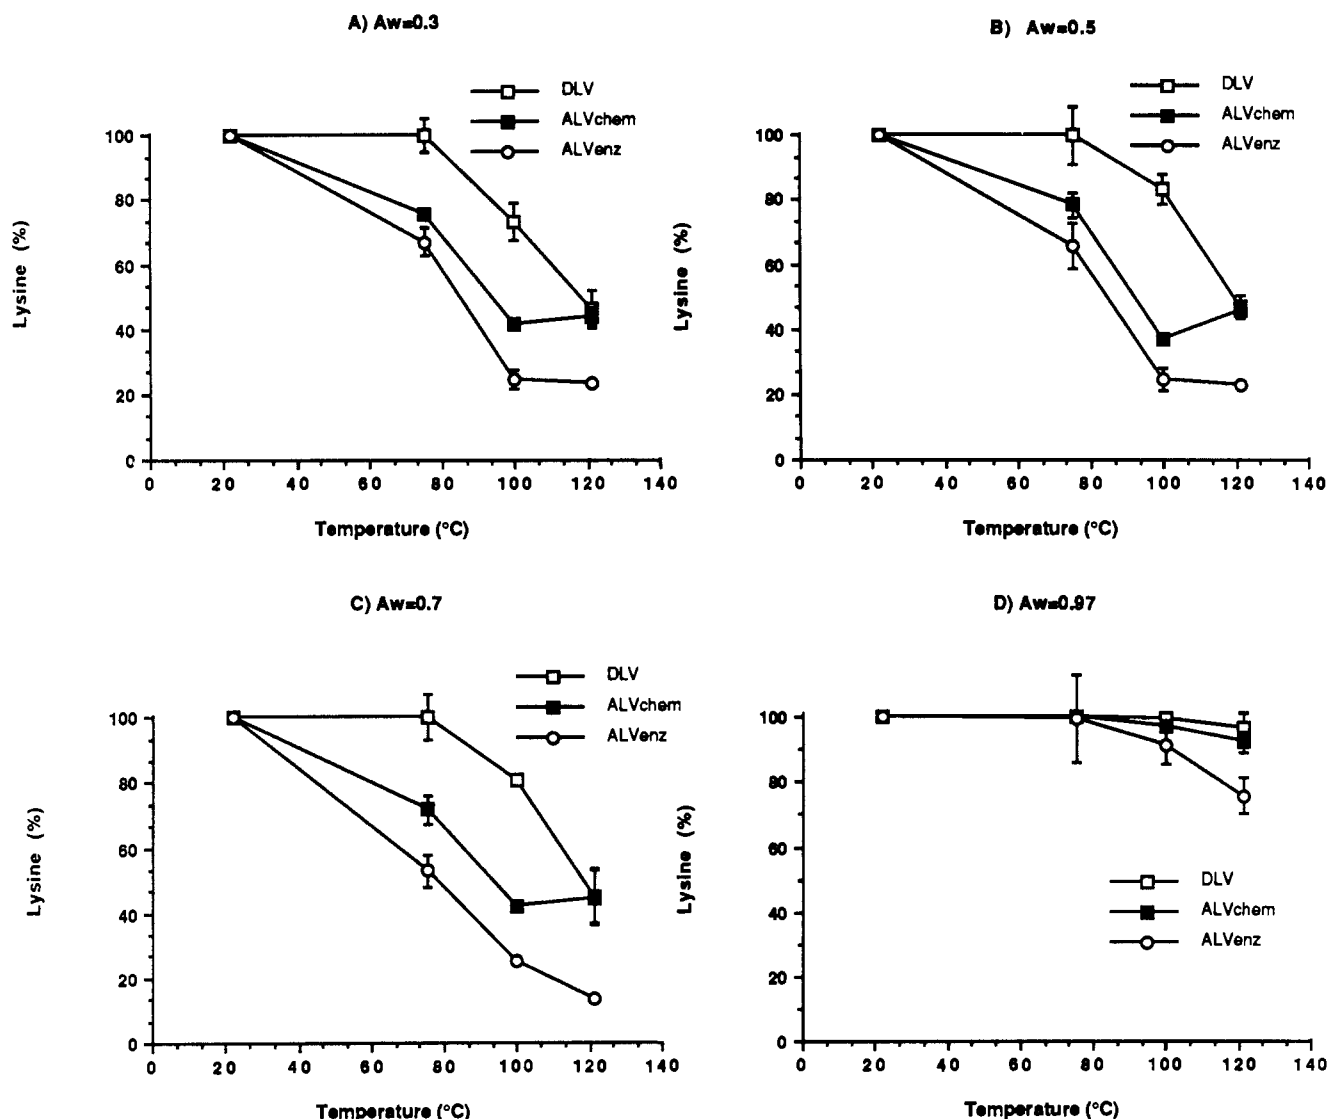 A) Aw=0.3
DLV
ALVchem
ALVenz
100
80
60
40
20
0
Lysine (%)
0 20 40 60 80 100 120 140
Temperature (°C)
B) Aw=0.5
DLV
ALVchem
ALVenz
100
80
60
40
20
0
Lysine (%)
0 20 40 60 80 100 120 140
Temperature (°C)
C) Aw=0.7
DLV
ALVchem
ALVenz
100
80
60
40
20
0
Lysine (%)
0 20 40 60 80 100 120 140
Temperature (°C)
D) Aw=0.97
100
80
60
40
20
0
Lysine (%)
DLV
ALVchem
ALVenz
0 20 40 60 80 100 120 140
Temperature (°C)